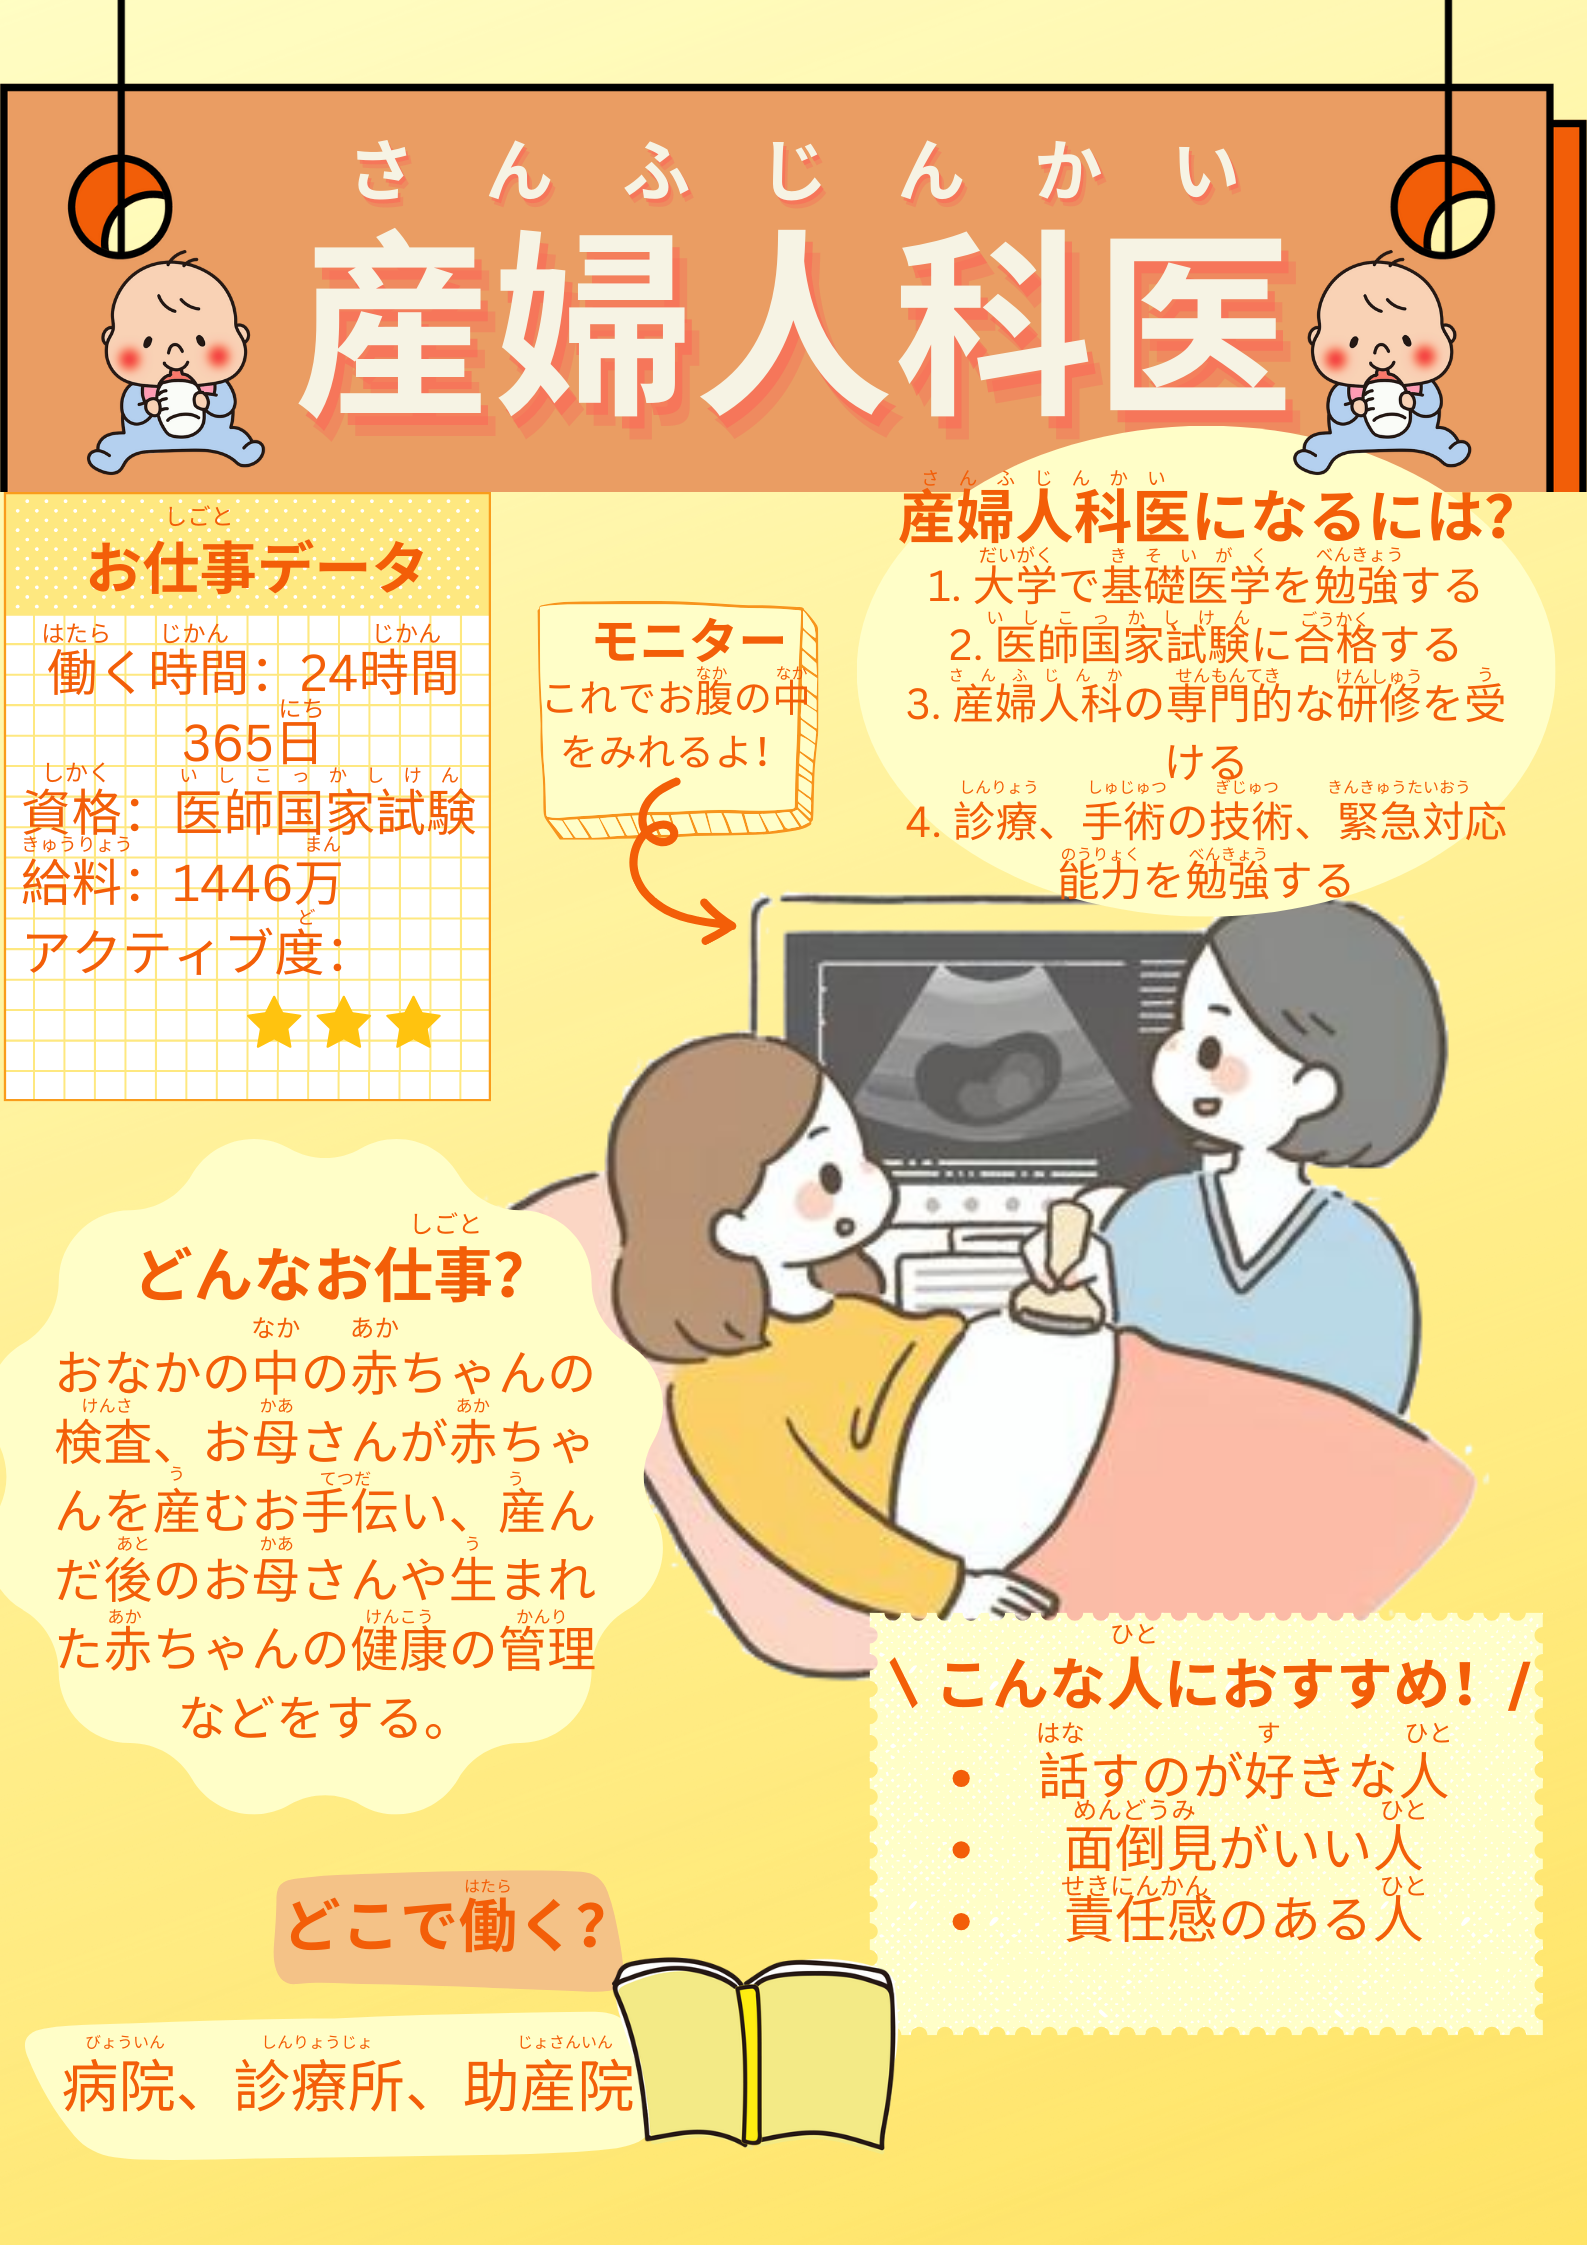 さんふじんかい
産婦人科医
しごと
お仕事データ
はたら じかん じかん
働く時間：24時間
にち
365日
しかく いしこっかしけん
資格：医師国家試験
きゅうりょう まん
給料：1446万
ど
アクティブ度：
モニター
なか なか
これでお腹の中
をみれるよ！
さんふじんかい
産婦人科医になるには？
だいがく きそいがく べんきょう
1. 大学で基礎医学を勉強する
いしこっかしけん ごうかく
2. 医師国家試験に合格する
さんふじんか せんもんてき けんしゅう う
3. 産婦人科の専門的な研修を受
ける
しんりょう しゅじゅつ ぎじゅつ きんきゅうたいおう
4. 診療、手術の技術、緊急対応
のうりょく べんきょう
能力を勉強する
しごと
どんなお仕事？
なか あか
おなかの中の赤ちゃんの
けんさ かあ あか
検査、お母さんが赤ちゃ
う てつだ う
んを産むお手伝い、産ん
あと かあ う
だ後のお母さんや生まれ
あか けんこう かんり
た赤ちゃんの健康の管理
などをする。
ひと
\ こんな人におすすめ！ /
はな す ひと
• 話すのが好きな人
めんどうみ ひと
• 面倒見がいい人
せきにんかん ひと
• 責任感のある人
はたら
どこで働く？
びょういん しんりょうじょ じょさんいん
病院、診療所、助産院